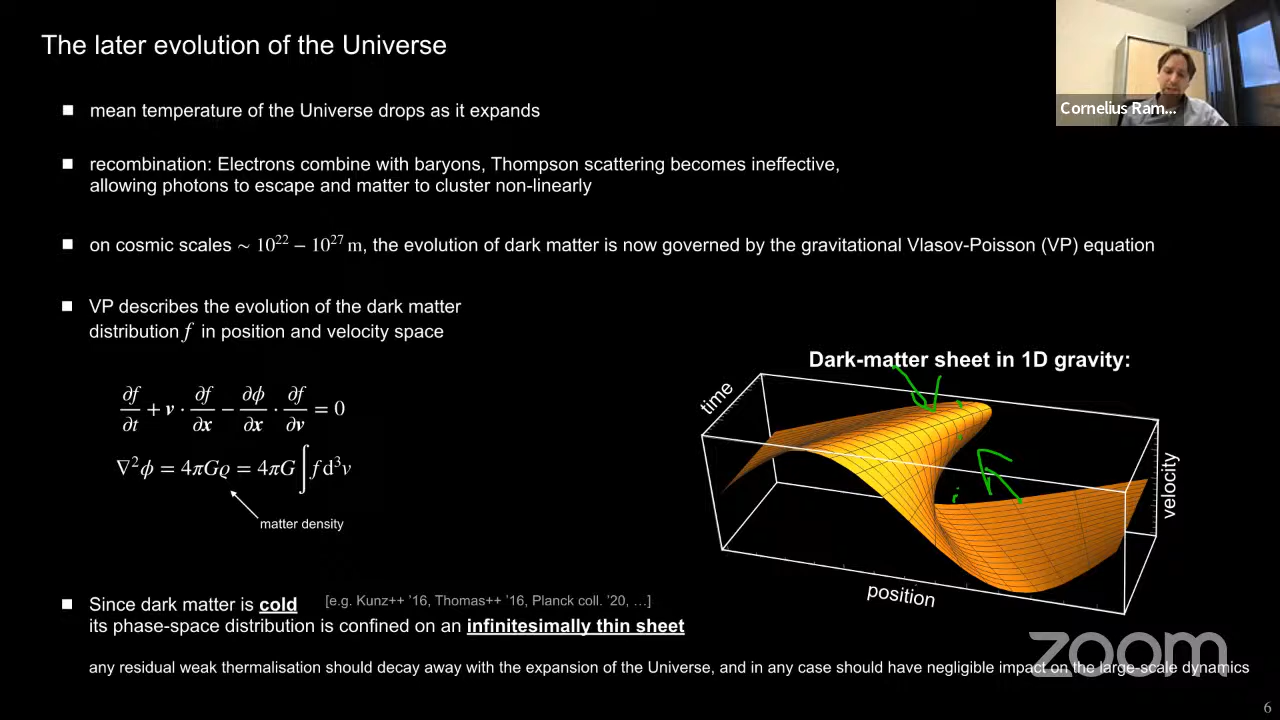 The later evolution of the Universe
Cornelius Ram...
■ mean temperature of the Universe drops as it expands
■ recombination: Electrons combine with baryons, Thompson scattering becomes ineffective,
allowing photons to escape and matter to cluster non-linearly
■ on cosmic scales ~ 10²² – 10²⁷ m, the evolution of dark matter is now governed by the gravitational Vlasov-Poisson (VP) equation
■ VP describes the evolution of the dark matter
distribution f in position and velocity space
∂f/∂t + v · ∂f/∂x − ∂ϕ/∂x · ∂f/∂v = 0
∇²ϕ = 4πGϱ = 4πG ∫ f d³v
matter density
Dark-matter sheet in 1D gravity:
time
velocity
position
■ Since dark matter is cold [e.g. Kunz++ ’16, Thomas++ ’16, Planck coll. ’20, …]
its phase-space distribution is confined on an infinitesimally thin sheet
any residual weak thermalisation should decay away with the expansion of the Universe, and in any case should have negligible impact on the large-scale dynamics
zoom
6